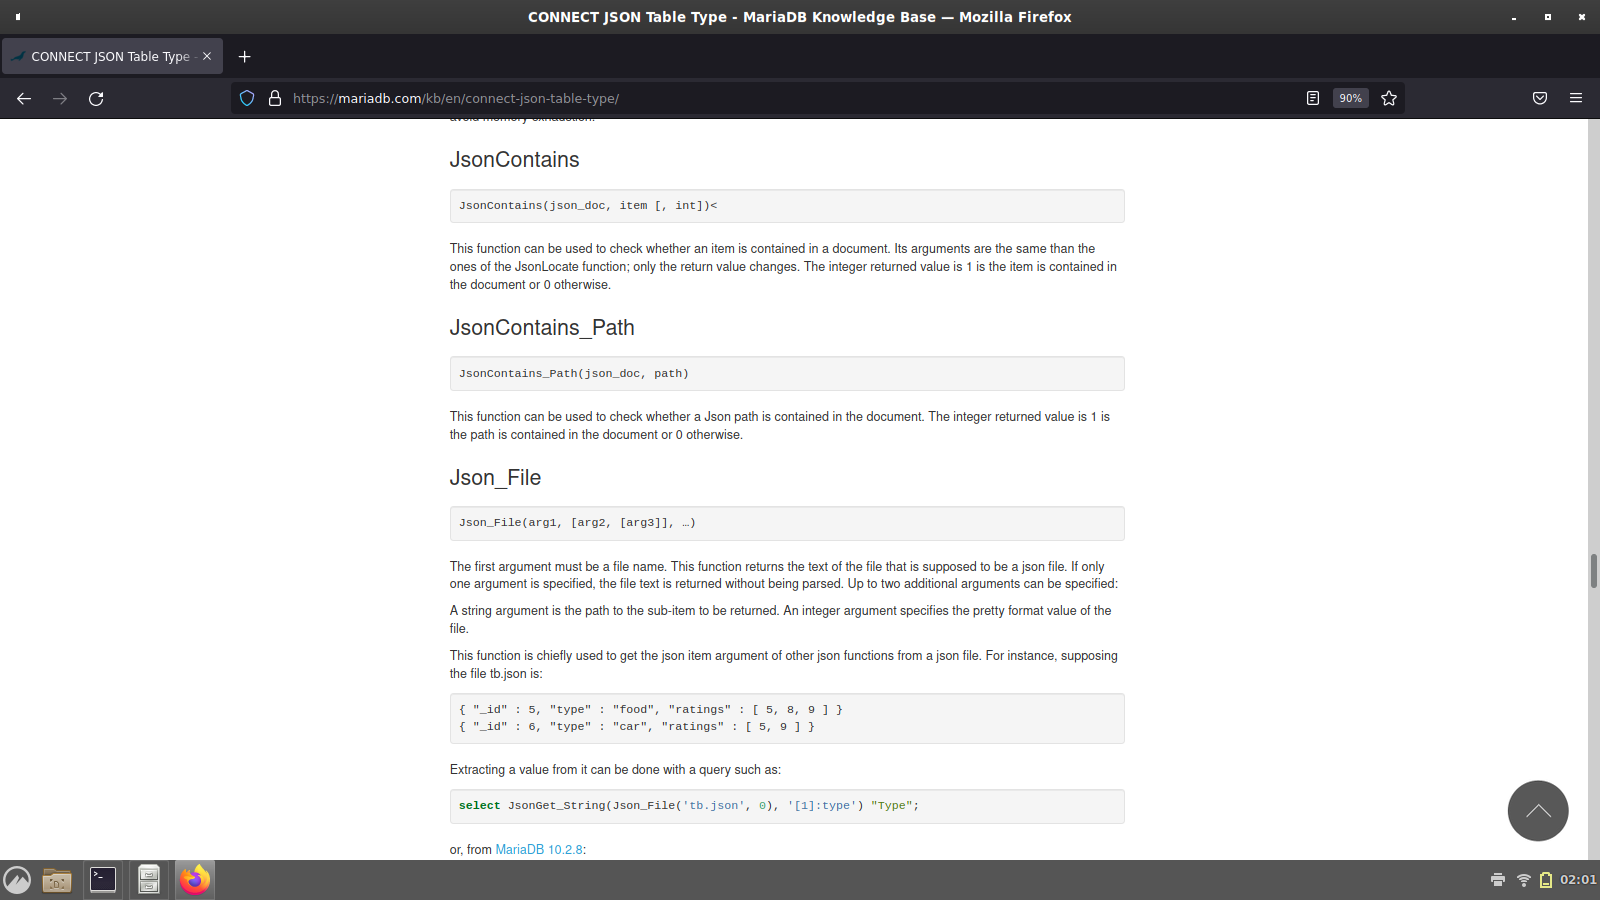 CONNECT JSON Table Type - MariaDB Knowledge Base — Mozilla Firefox
CONNECT JSON Table Type -
https://mariadb.com/kb/en/connect-json-table-type/
90%
avoid memory exhaustion.
JsonContains
JsonContains(json_doc, item [, int])<
This function can be used to check whether an item is contained in a document. Its arguments are the same than the
ones of the JsonLocate function; only the return value changes. The integer returned value is 1 is the item is contained in
the document or 0 otherwise.
JsonContains_Path
JsonContains_Path(json_doc, path)
This function can be used to check whether a Json path is contained in the document. The integer returned value is 1 is
the path is contained in the document or 0 otherwise.
Json_File
Json_File(arg1, [arg2, [arg3]], …)
The first argument must be a file name. This function returns the text of the file that is supposed to be a json file. If only
one argument is specified, the file text is returned without being parsed. Up to two additional arguments can be specified:
A string argument is the path to the sub-item to be returned. An integer argument specifies the pretty format value of the
file.
This function is chiefly used to get the json item argument of other json functions from a json file. For instance, supposing
the file tb.json is:
{ "_id" : 5, "type" : "food", "ratings" : [ 5, 8, 9 ] }
{ "_id" : 6, "type" : "car", "ratings" : [ 5, 9 ] }
Extracting a value from it can be done with a query such as:
select JsonGet_String(Json_File('tb.json', 0), '[1]:type') "Type";
or, from MariaDB 10.2.8:
02:01